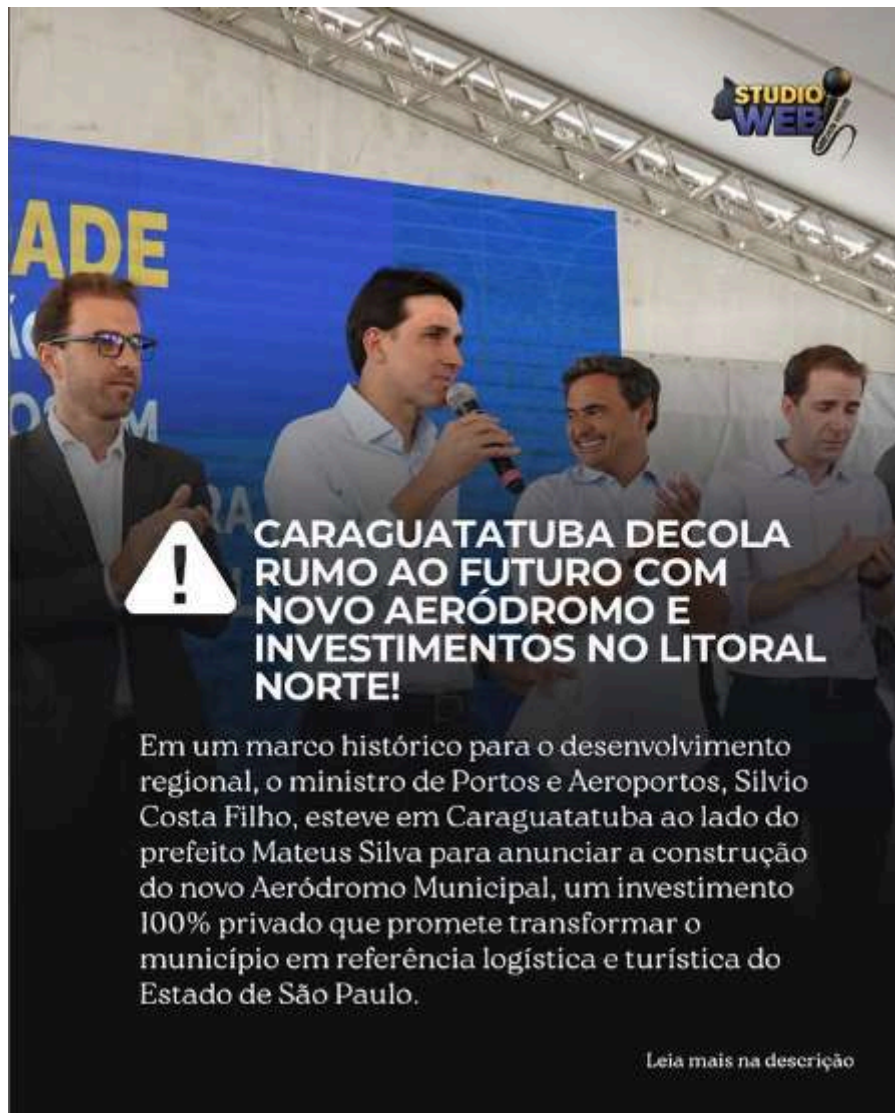 STUDIO
WEB
ADE
RA
CARAGUATATUBA DECOLA
RUMO AO FUTURO COM
NOVO AERÓDROMO E
INVESTIMENTOS NO LITORAL
NORTE!
Em um marco histórico para o desenvolvimento
regional, o ministro de Portos e Aeroportos, Silvio
Costa Filho, esteve em Caraguatatuba ao lado do
prefeito Mateus Silva para anunciar a construção
do novo Aeródromo Municipal, um investimento
100% privado que promete transformar o
município em referência logística e turística do
Estado de São Paulo.
Leia mais na descrição